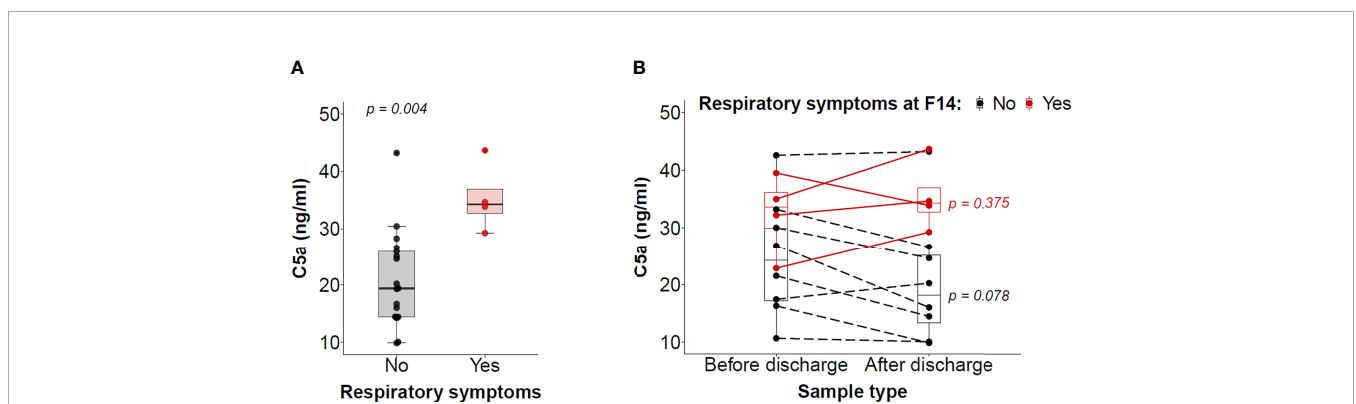 A
p = 0.004
50
40
30
20
10
C5a (ng/ml)
No Yes
Respiratory symptoms
B
Respiratory symptoms at F14: No Yes
50
40
30
20
10
C5a (ng/ml)
p = 0.375
p = 0.078
Before discharge After discharge
Sample type